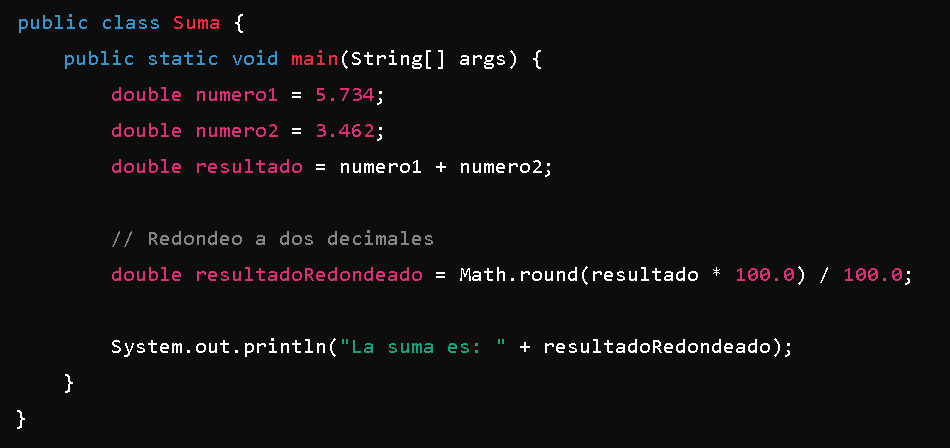 public class Suma {
    public static void main(String[] args) {
        double numero1 = 5.734;
        double numero2 = 3.462;
        double resultado = numero1 + numero2;

        // Redondeo a dos decimales
        double resultadoRedondeado = Math.round(resultado * 100.0) / 100.0;

        System.out.println("La suma es: " + resultadoRedondeado);
    }
}